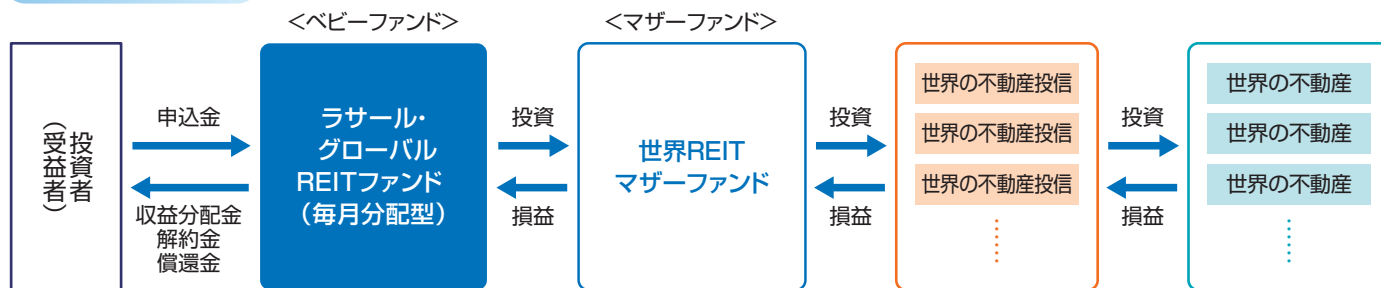 <ベビーファンド>
<マザーファンド>
投資者
(受益者)
申込金
収益分配金
解約金
償還金
ラサール・
グローバル
REITファンド
(毎月分配型)
投資
損益
世界REIT
マザーファンド
投資
損益
世界の不動産投信
世界の不動産投信
世界の不動産投信
投資
損益
世界の不動産
世界の不動産
世界の不動産